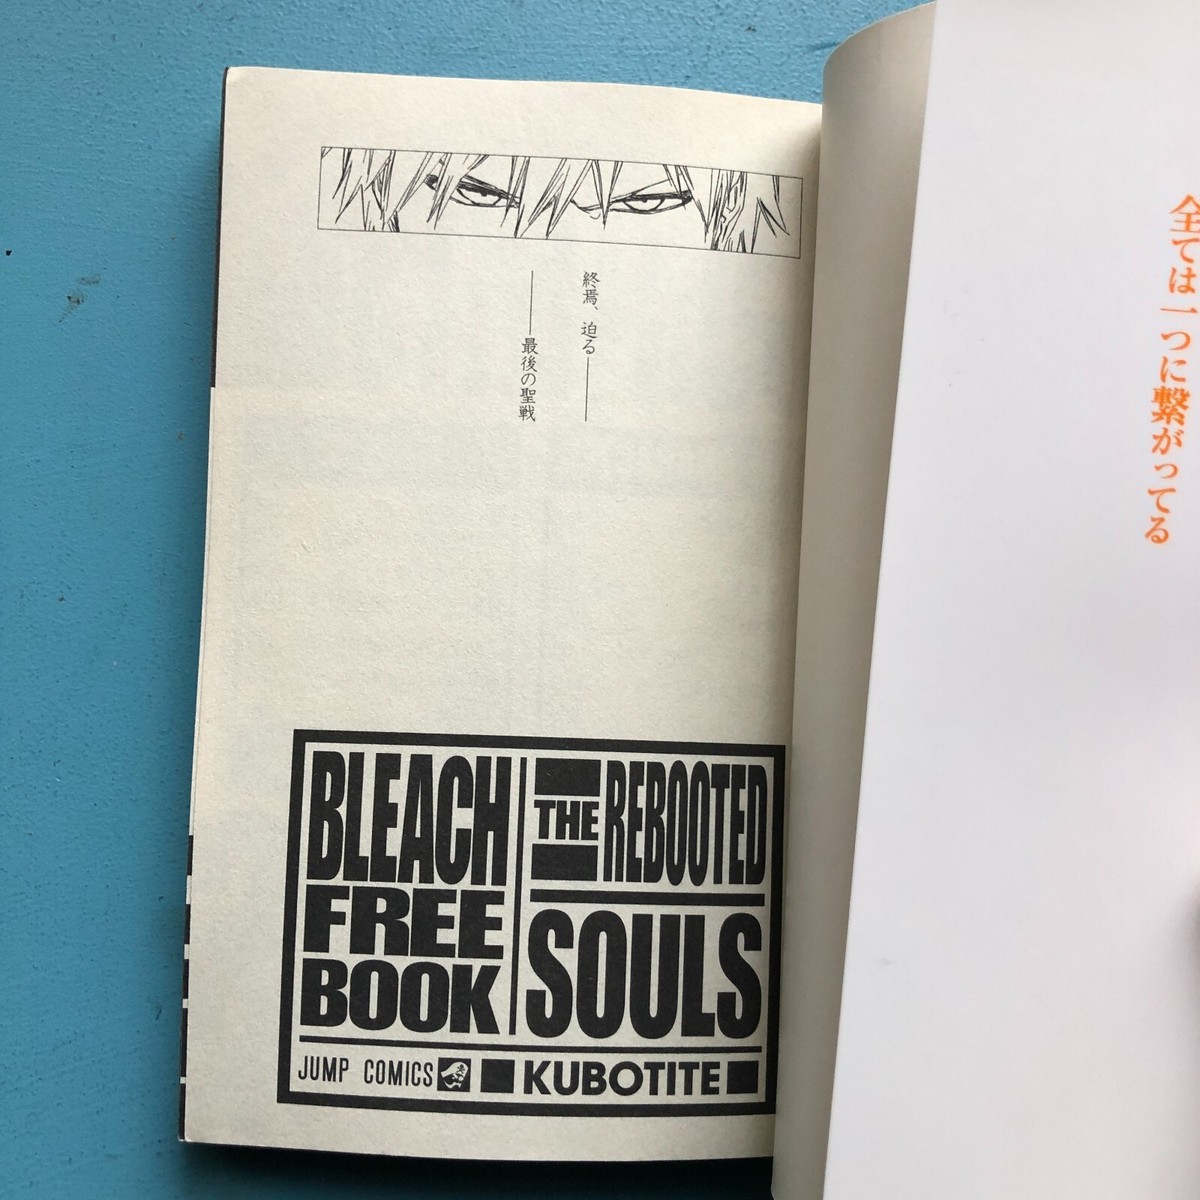 全ては一つに繋がってる
終焉、迫る――
――最後の聖戦
BLEACH
FREE
BOOK
THE REBOOTED
SOULS
JUMP COMICS
KUBOTITE